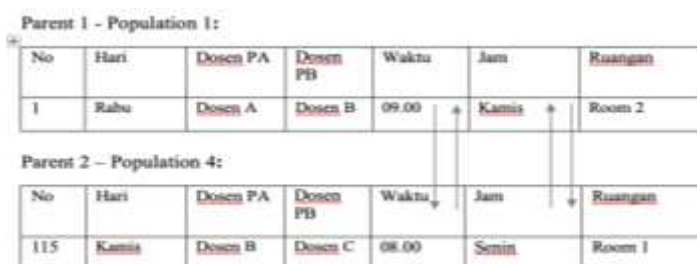 Parent 1 - Population 1:
No Hari Dosen PA Dosen PB Waktu Jam Ruangan
1 Rabu Dosen A Dosen B 09.00 Kamis Room 2
Parent 2 – Population 4:
No Hari Dosen PA Dosen PB Waktu Jam Ruangan
115 Kamis Dosen B Dosen C 08.00 Senin Room 1